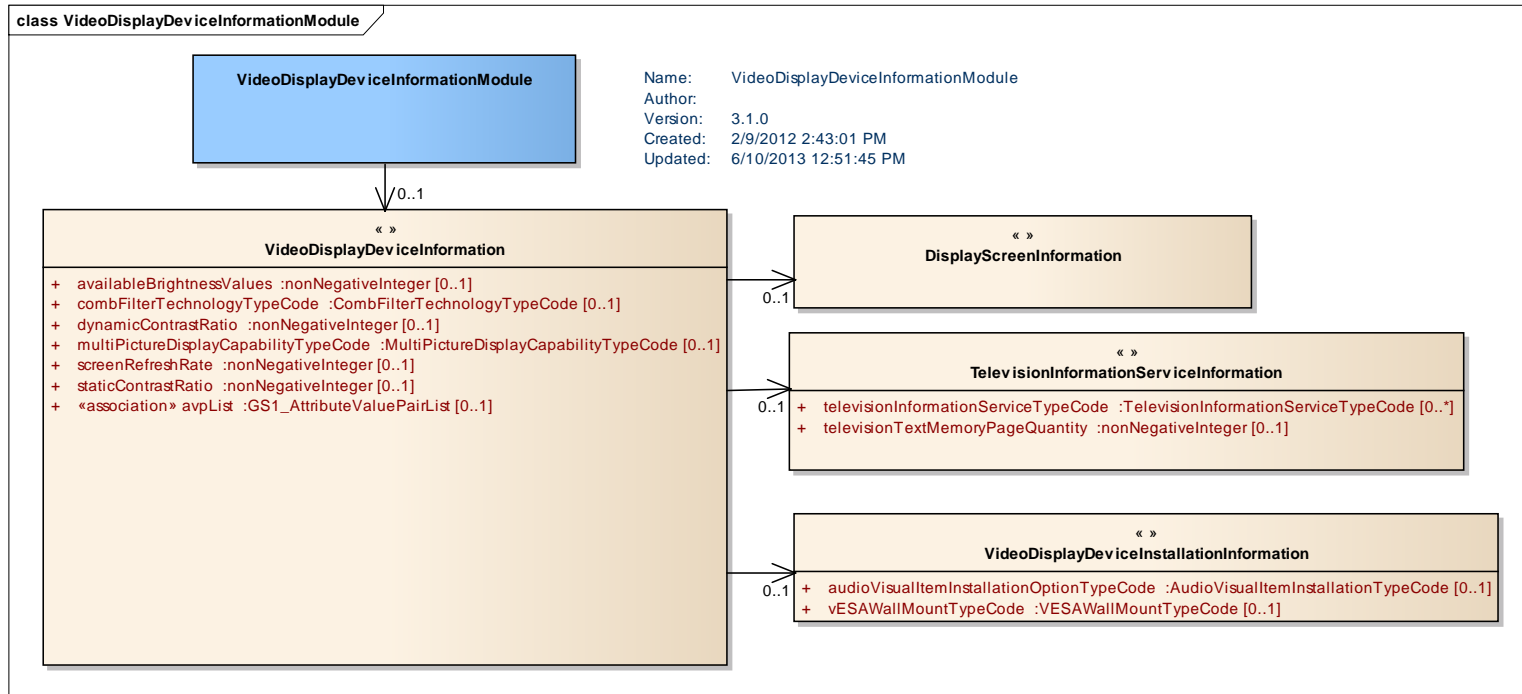 class VideoDisplayDeviceInformationModule
VideoDisplayDeviceInformationModule
Name: VideoDisplayDeviceInformationModule
Author:
Version: 3.1.0
Created: 2/9/2012 2:43:01 PM
Updated: 6/10/2013 12:51:45 PM
0..1
« »
VideoDisplayDeviceInformation
+ availableBrightnessValues :nonNegativeInteger [0..1]
+ combFilterTechnologyTypeCode :CombFilterTechnologyTypeCode [0..1]
+ dynamicContrastRatio :nonNegativeInteger [0..1]
+ multiPictureDisplayCapabilityTypeCode :MultiPictureDisplayCapabilityTypeCode [0..1]
+ screenRefreshRate :nonNegativeInteger [0..1]
+ staticContrastRatio :nonNegativeInteger [0..1]
+ «association» avpList :GS1_AttributeValuePairList [0..1]
0..1
« »
DisplayScreenInformation
0..1
« »
TelevisionInformationServiceInformation
+ televisionInformationServiceTypeCode :TelevisionInformationServiceTypeCode [0..*]
+ televisionTextMemoryPageQuantity :nonNegativeInteger [0..1]
0..1
« »
VideoDisplayDeviceInstallationInformation
+ audioVisualItemInstallationOptionTypeCode :AudioVisualItemInstallationTypeCode [0..1]
+ vESAWallMountTypeCode :VESAWallMountTypeCode [0..1]